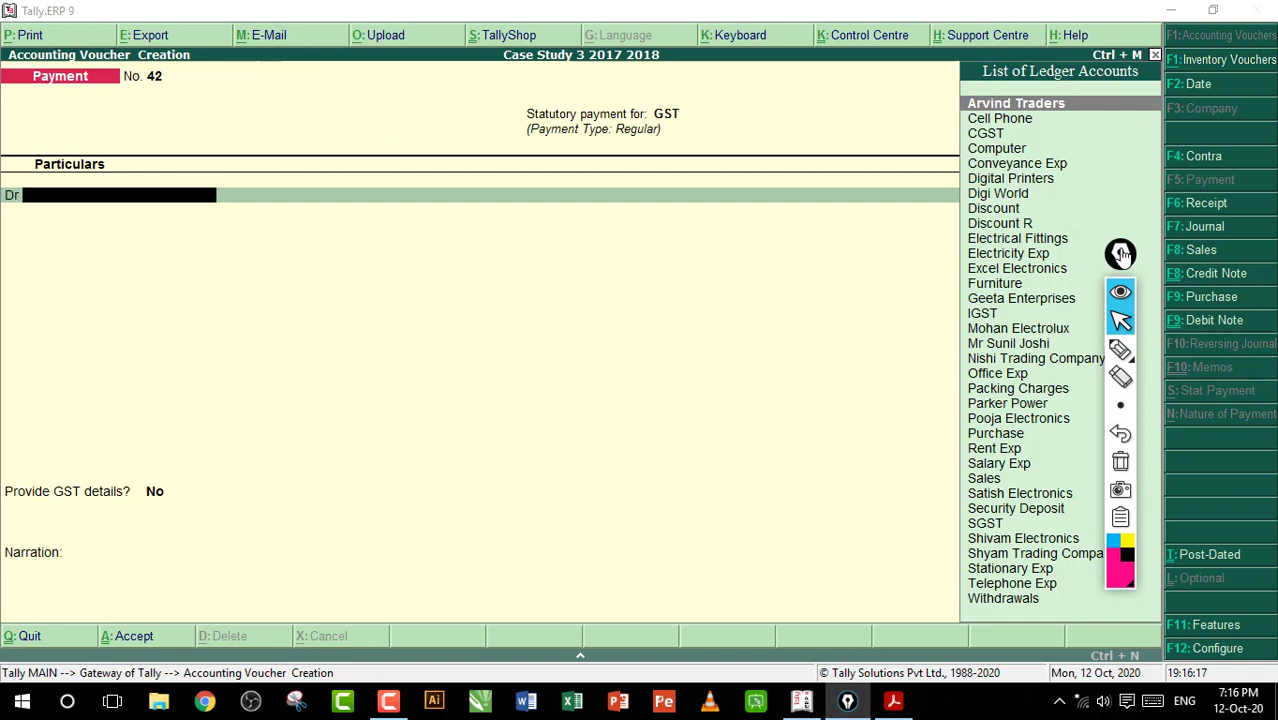 Tally.ERP 9
P: Print
E: Export
M: E-Mail
O: Upload
S: TallyShop
G: Language
K: Keyboard
K: Control Centre
H: Support Centre
H: Help
Accounting Voucher Creation
Case Study 3 2017 2018
Ctrl + M
Payment No. 42
Statutory payment for: GST
(Payment Type: Regular)
Particulars
Dr
Provide GST details? No
Narration:
List of Ledger Accounts
Arvind Traders
Cell Phone
CGST
Computer
Conveyance Exp
Digital Printers
Digi World
Discount
Discount R
Electrical Fittings
Electricity Exp
Excel Electronics
Furniture
Geeta Enterprises
IGST
Mohan Electrolux
Mr Sunil Joshi
Nishi Trading Company
Office Exp
Packing Charges
Parker Power
Pooja Electronics
Purchase
Rent Exp
Salary Exp
Sales
Satish Electronics
Security Deposit
SGST
Shivam Electronics
Shyam Trading Compa
Stationary Exp
Telephone Exp
Withdrawals
F1: Accounting Vouchers
F1: Inventory Vouchers
F2: Date
F3: Company
F4: Contra
F5: Payment
F6: Receipt
F7: Journal
F8: Sales
F8: Credit Note
F9: Purchase
F9: Debit Note
F10: Reversing Journal
F10: Memos
S: Stat Payment
N: Nature of Payment
T: Post-Dated
L: Optional
F11: Features
F12: Configure
Q: Quit
A: Accept
D: Delete
X: Cancel
Ctrl + N
Tally MAIN --> Gateway of Tally --> Accounting Voucher Creation
© Tally Solutions Pvt Ltd., 1988-2020
Mon, 12 Oct, 2020
19:16:17
ENG
7:16 PM
12-Oct-20